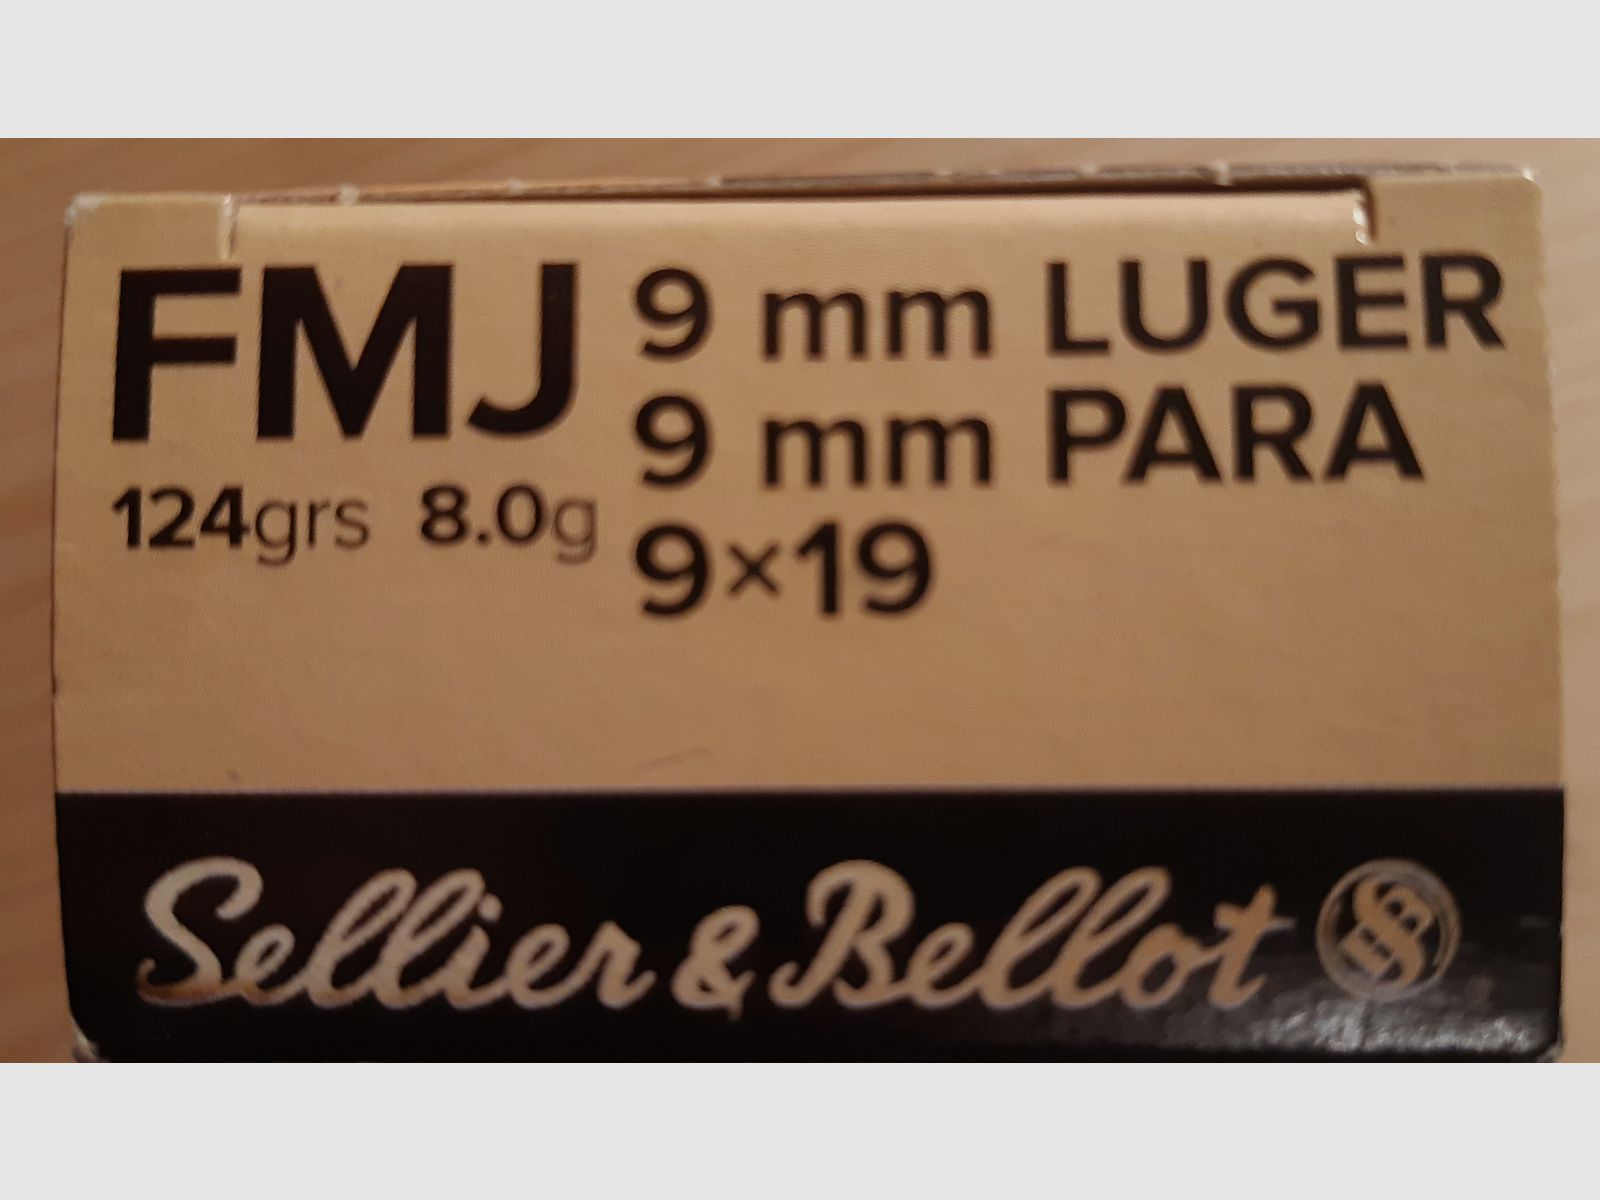 FMJ
124grs 8.0g
9 mm LUGER
9 mm PARA
9×19
Sellier & Bellot